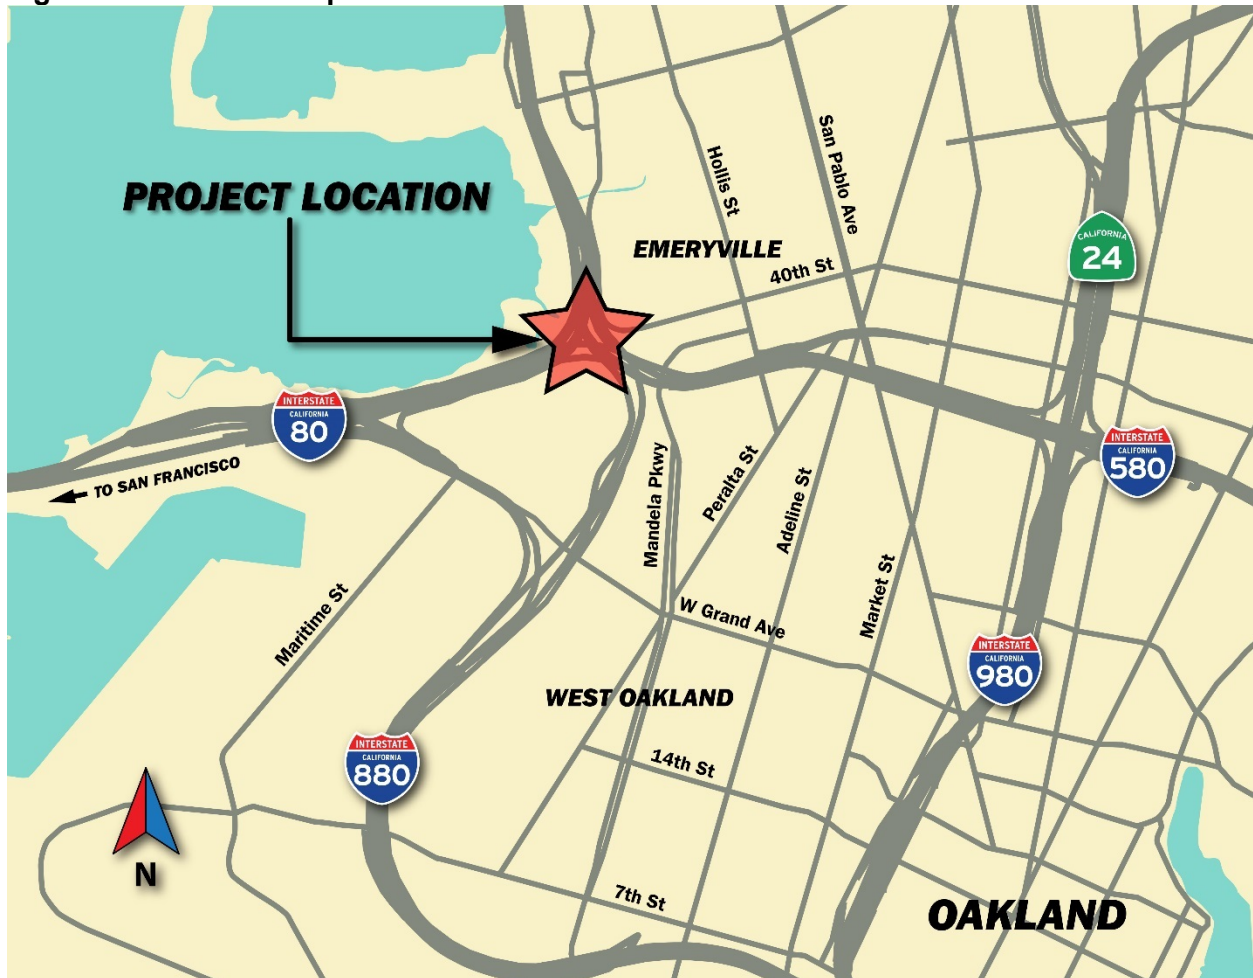 PROJECT LOCATION
Hollis St
San Pablo Ave
EMERYVILLE
40th St
CALIFORNIA
24
INTERSTATE
CALIFORNIA
80
TO SAN FRANCISCO
INTERSTATE
CALIFORNIA
580
Mandela Pkwy
Peralta St
Adeline St
Market St
Maritime St
W Grand Ave
INTERSTATE
CALIFORNIA
980
WEST OAKLAND
INTERSTATE
CALIFORNIA
880
14th St
N
7th St
OAKLAND